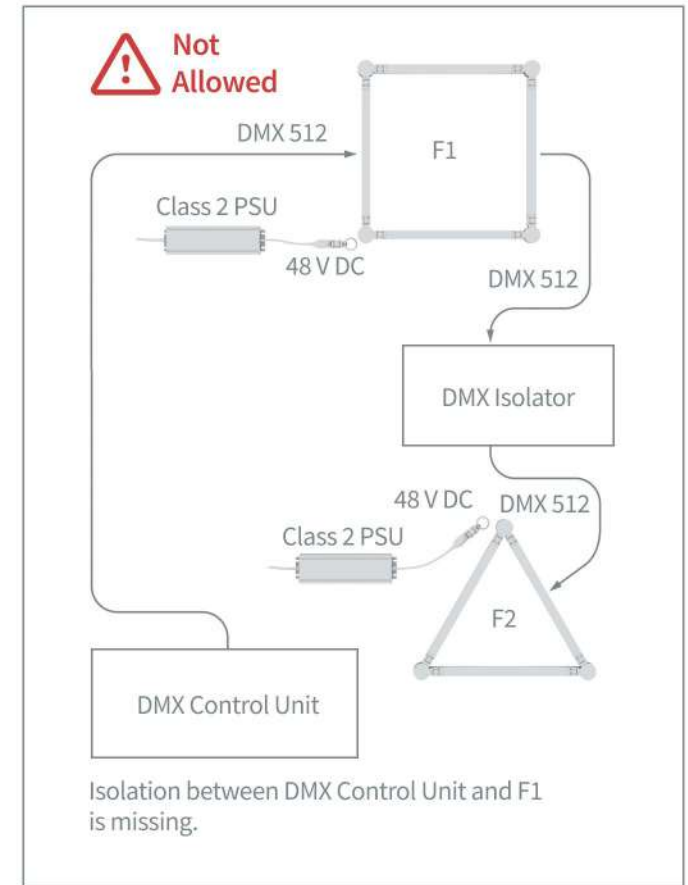 Not
Allowed
DMX 512
F1
Class 2 PSU
48 V DC
DMX 512
DMX Isolator
48 V DC
DMX 512
Class 2 PSU
F2
DMX Control Unit
Isolation between DMX Control Unit and F1
is missing.